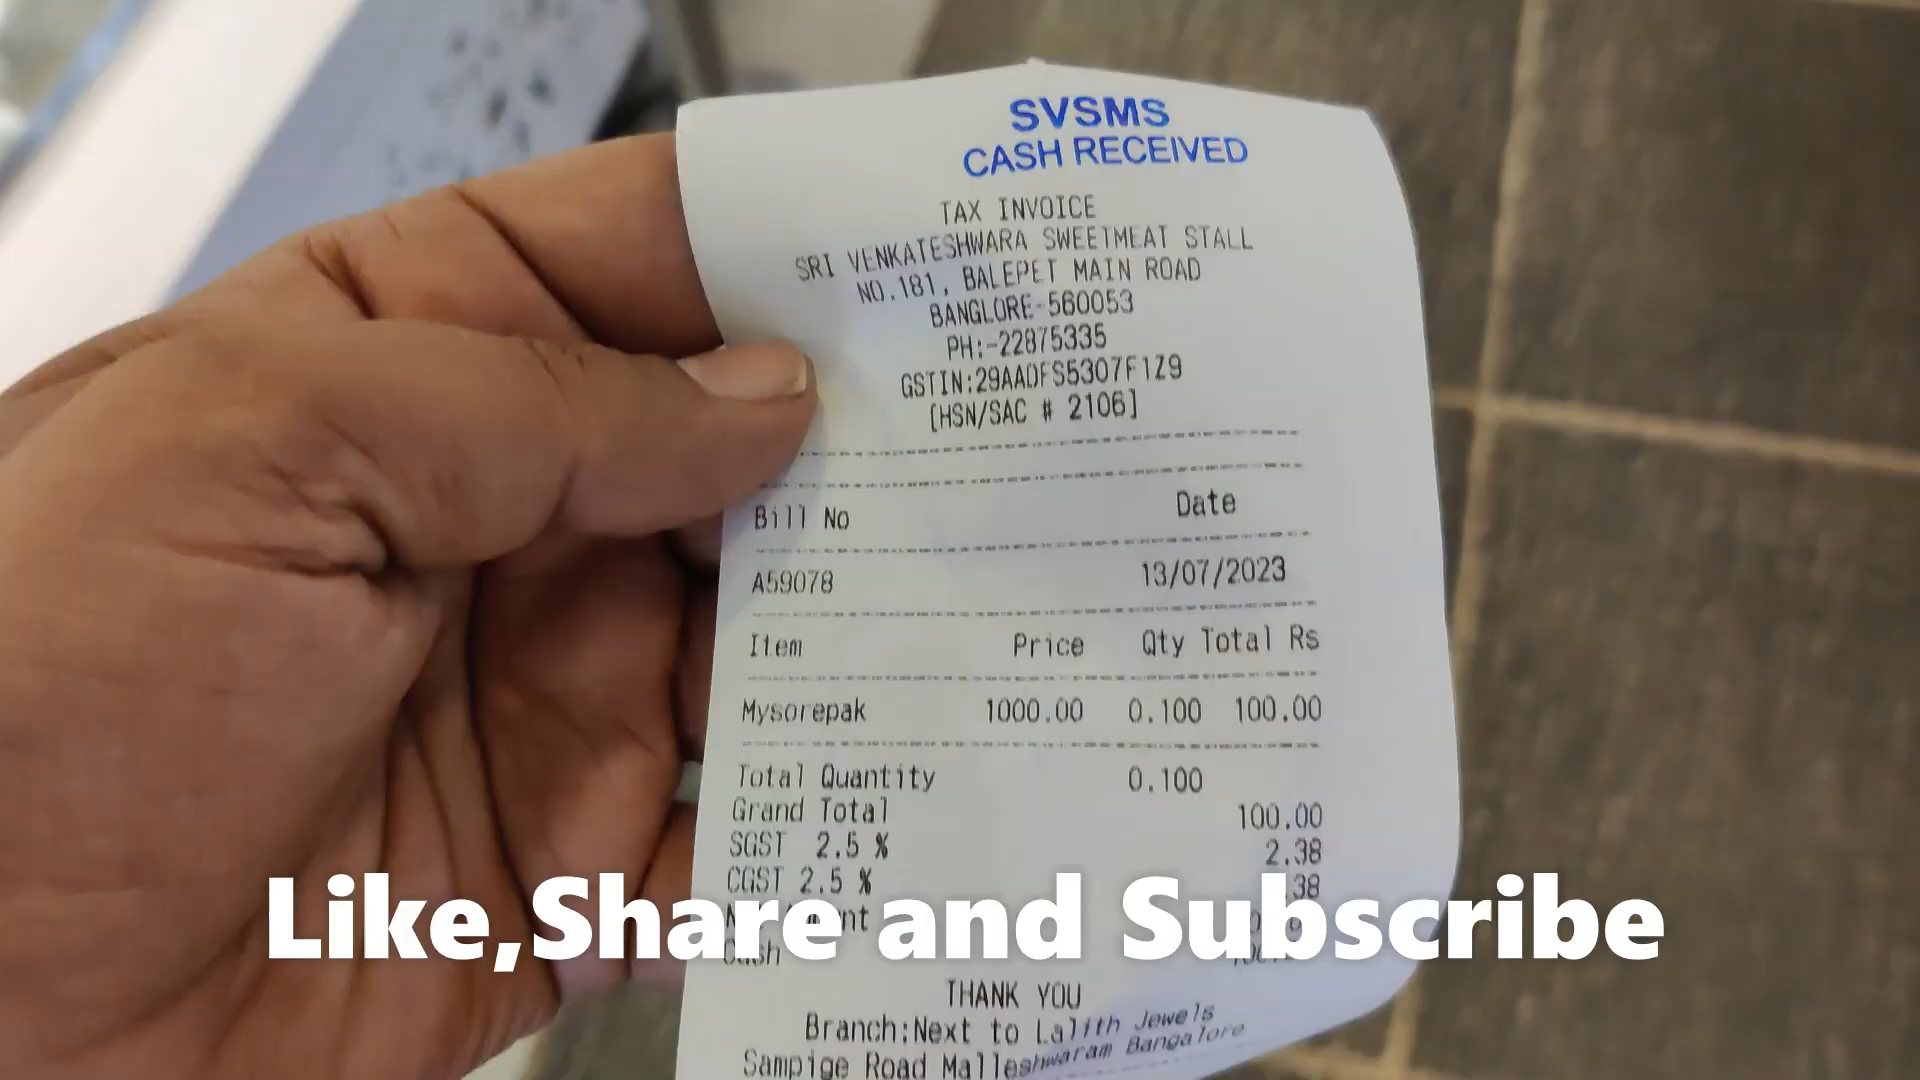 SVSMS
CASH RECEIVED
TAX INVOICE
SRI VENKATESHWARA SWEETMEAT STALL
NO.181, BALEPET MAIN ROAD
BANGLORE-560053
PH:-22875335
GSTIN:29AADFS5307F1Z9
[HSN/SAC # 2106]
Bill No Date
A59078 13/07/2023
Item Price Qty Total Rs
Mysorepak 1000.00 0.100 100.00
Total Quantity 0.100
Grand Total 100.00
SGST 2.5 % 2.38
CGST 2.5 %
Cash
Like,Share and Subscribe
THANK YOU
Branch:Next to Lalith Jewels
Sampige Road Malleshwaram Bangalore